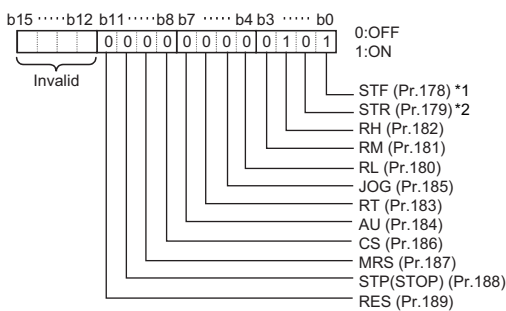 b15 ·····b12 b11·····b8 b7 ·····b4 b3 ·····b0
0 0 0 0 0 0 0 0 0 1 0 1
0:OFF
1:ON
Invalid
STF (Pr.178) *1
STR (Pr.179) *2
RH (Pr.182)
RM (Pr.181)
RL (Pr.180)
JOG (Pr.185)
RT (Pr.183)
AU (Pr.184)
CS (Pr.186)
MRS (Pr.187)
STP(STOP) (Pr.188)
RES (Pr.189)